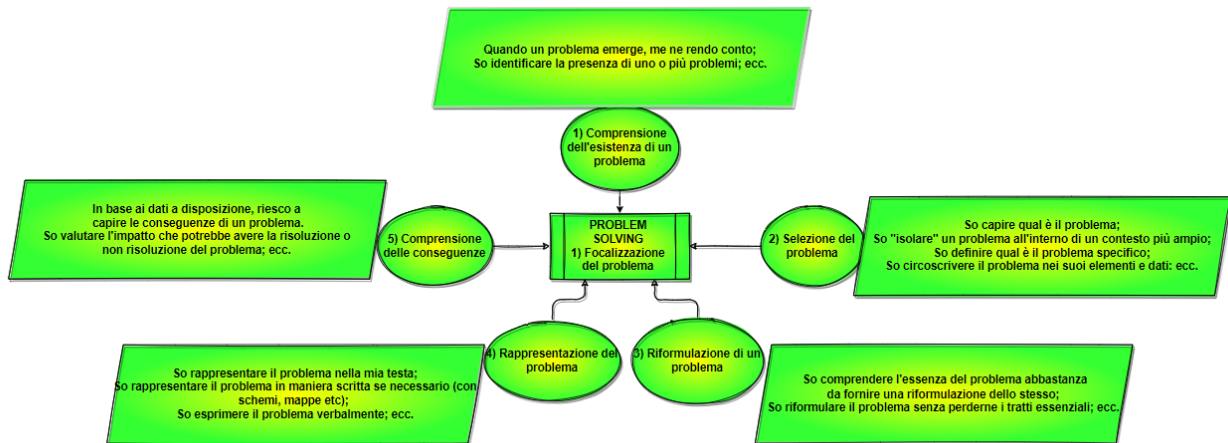 Quando un problema emerge, me ne rendo conto;
So identificare la presenza di uno o più problemi; ecc.
1) Comprensione
dell'esistenza di un
problema
In base ai dati a disposizione, riesco a
capire le conseguenze di un problema.
So valutare l'impatto che potrebbe avere la risoluzione o
non risoluzione del problema; ecc.
5) Comprensione
delle conseguenze
PROBLEM
SOLVING
1) Focalizzazione
del problema
2) Selezione del
problema
So capire qual è il problema;
So "isolare" un problema all'interno di un contesto più ampio;
So definire qual è il problema specifico;
So circoscrivere il problema nei suoi elementi e dati: ecc.
4) Rappresentazione del
problema
So rappresentare il problema nella mia testa;
So rappresentare il problema in maniera scritta se necessario (con
schemi, mappe etc);
So esprimere il problema verbalmente; ecc.
3) Riformulazione di un
problema
So comprendere l'essenza del problema abbastanza
da fornire una riformulazione dello stesso;
So riformulare il problema senza perderne i tratti essenziali; ecc.